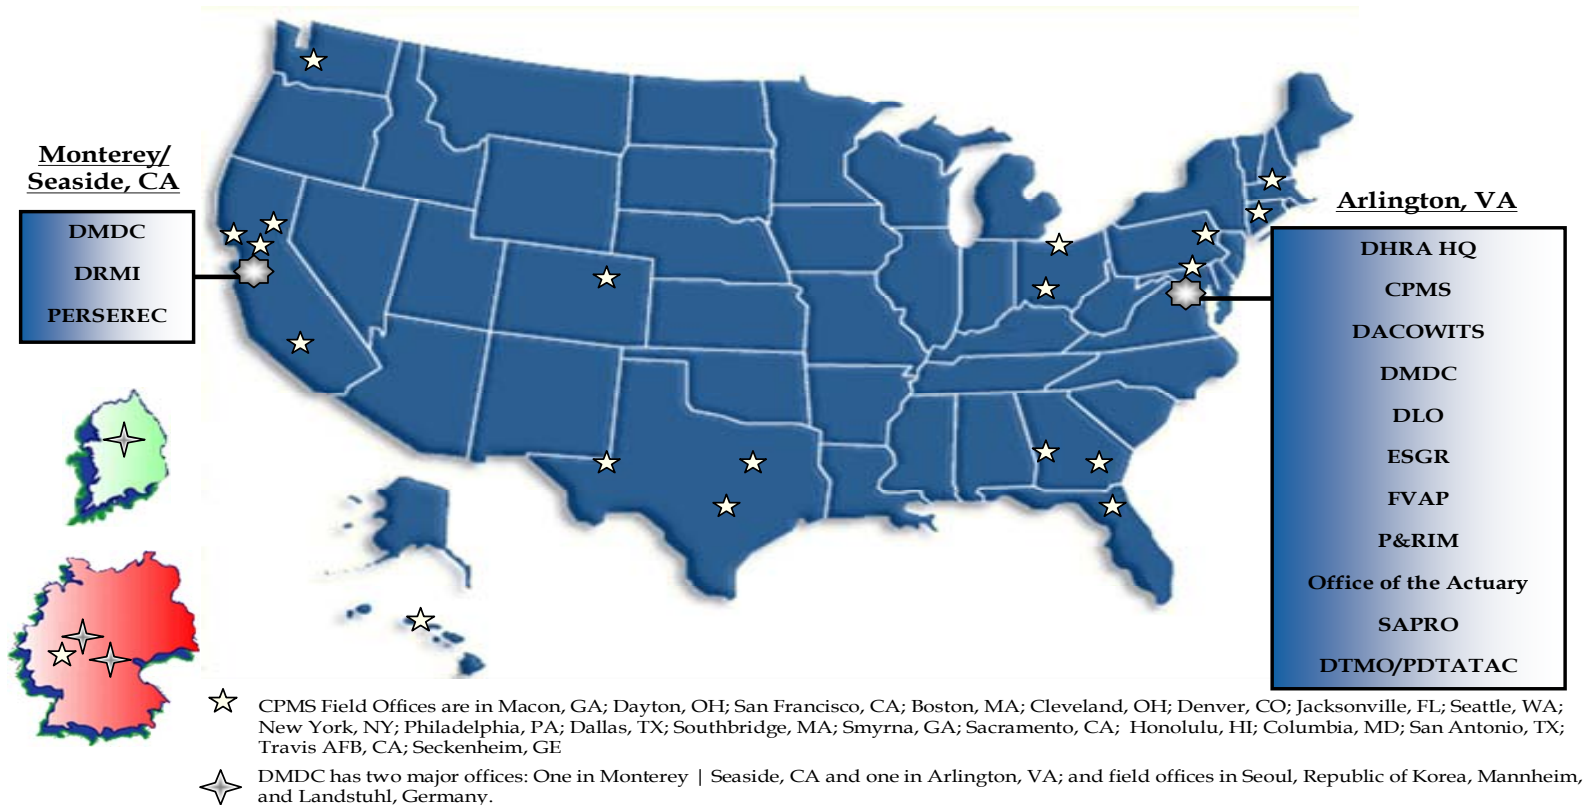 Monterey/
Seaside, CA
DMDC
DRMI
PERSEREC
Arlington, VA
DHRA HQ
CPMS
DACOWITS
DMDC
DLO
ESGR
FVAP
P&RIM
Office of the Actuary
SAPRO
DTMO/PDTATAC
CPMS Field Offices are in Macon, GA; Dayton, OH; San Francisco, CA; Boston, MA; Cleveland, OH; Denver, CO; Jacksonville, FL; Seattle, WA;
New York, NY; Philadelphia, PA; Dallas, TX; Southbridge, MA; Smyrna, GA; Sacramento, CA; Honolulu, HI; Columbia, MD; San Antonio, TX;
Travis AFB, CA; Seckenheim, GE
DMDC has two major offices: One in Monterey | Seaside, CA and one in Arlington, VA; and field offices in Seoul, Republic of Korea, Mannheim,
and Landstuhl, Germany.